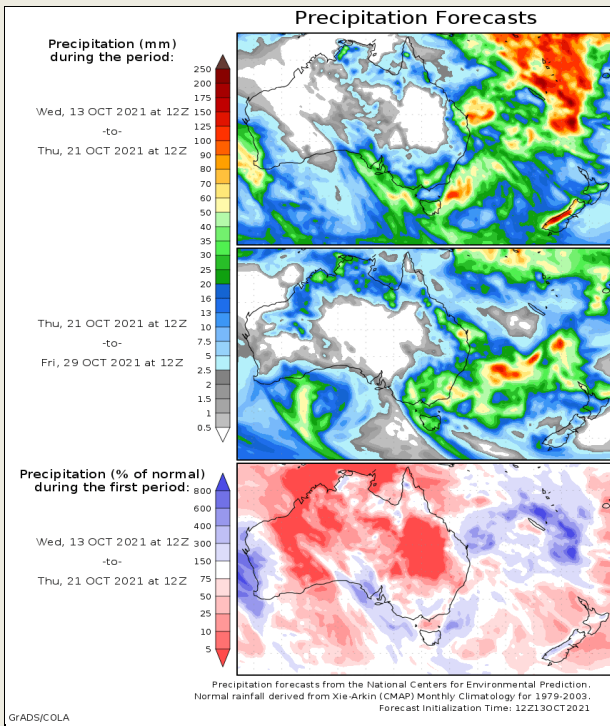 Precipitation Forecasts
Precipitation (mm)
during the period:
Wed, 13 OCT 2021 at 12Z
-to-
Thu, 21 OCT 2021 at 12Z
250
200
175
150
125
100
90
80
70
60
50
40
35
30
25
20
16
13
10
7.5
5
2.5
2
1.5
1
0.5
Thu, 21 OCT 2021 at 12Z
-to-
Fri, 29 OCT 2021 at 12Z
Precipitation (% of normal)
during the first period:
Wed, 13 OCT 2021 at 12Z
-to-
Thu, 21 OCT 2021 at 12Z
800
600
400
300
150
75
50
25
10
5
Precipitation forecasts from the National Centers for Environmental Prediction.
Normal rainfall derived from Xie-Arkin (CMAP) Monthly Climatology for 1979-2003.
Forecast Initialization Time: 12Z13OCT2021
GrADS/COLA